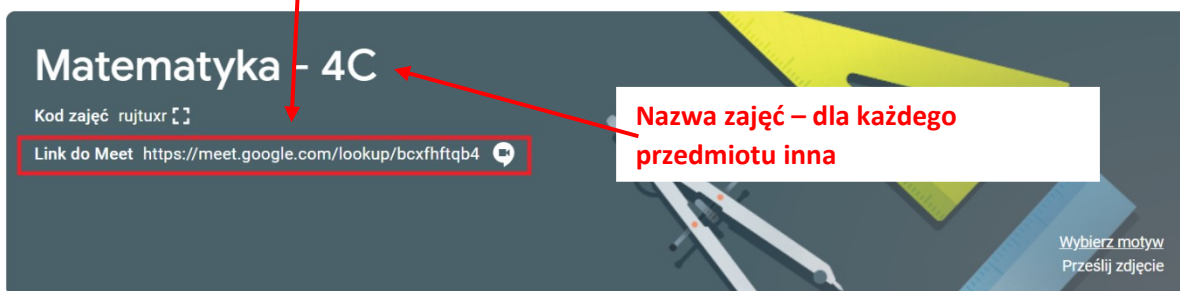 Matematyka - 4C
Kod zajęć rujtuxr
Link do Meet https://meet.google.com/lookup/bcxfhftqb4
Nazwa zajęć – dla każdego
przedmiotu inna
Wybierz motyw
Prześlij zdjęcie